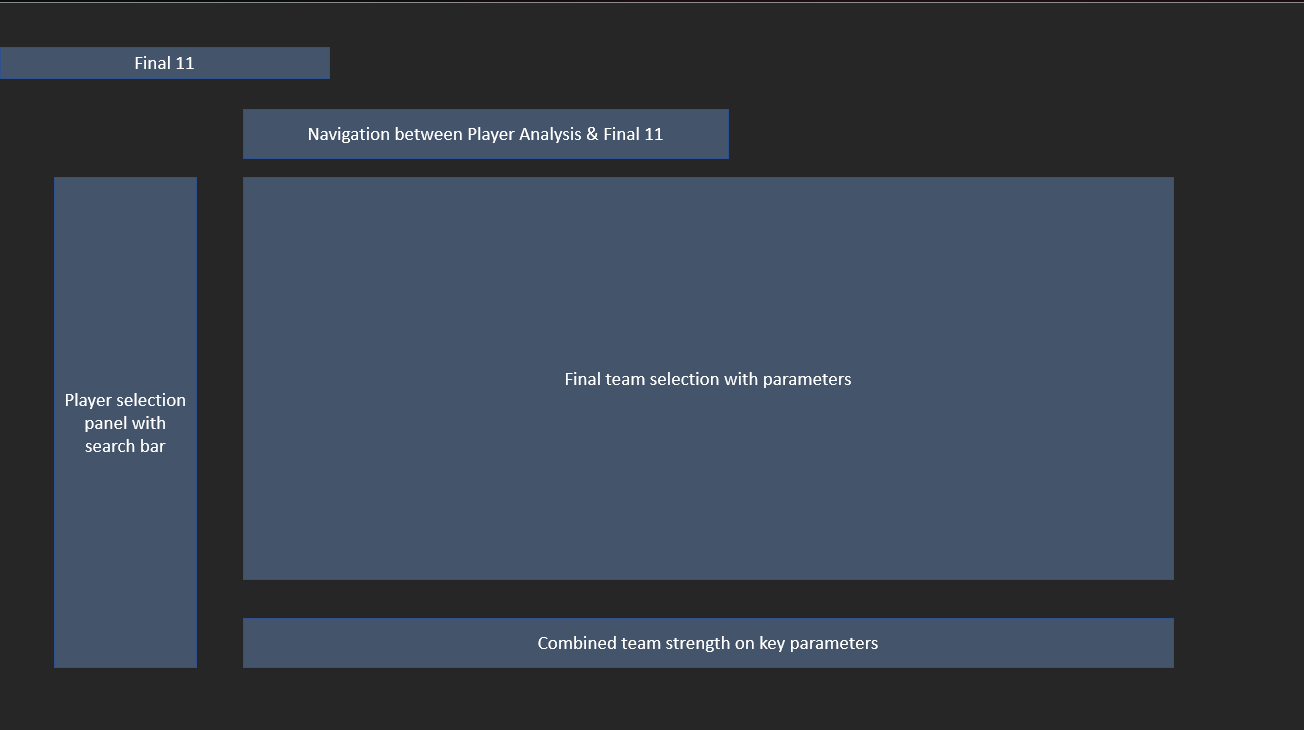 Final 11
Navigation between Player Analysis & Final 11
Player selection
panel with
search bar
Final team selection with parameters
Combined team strength on key parameters